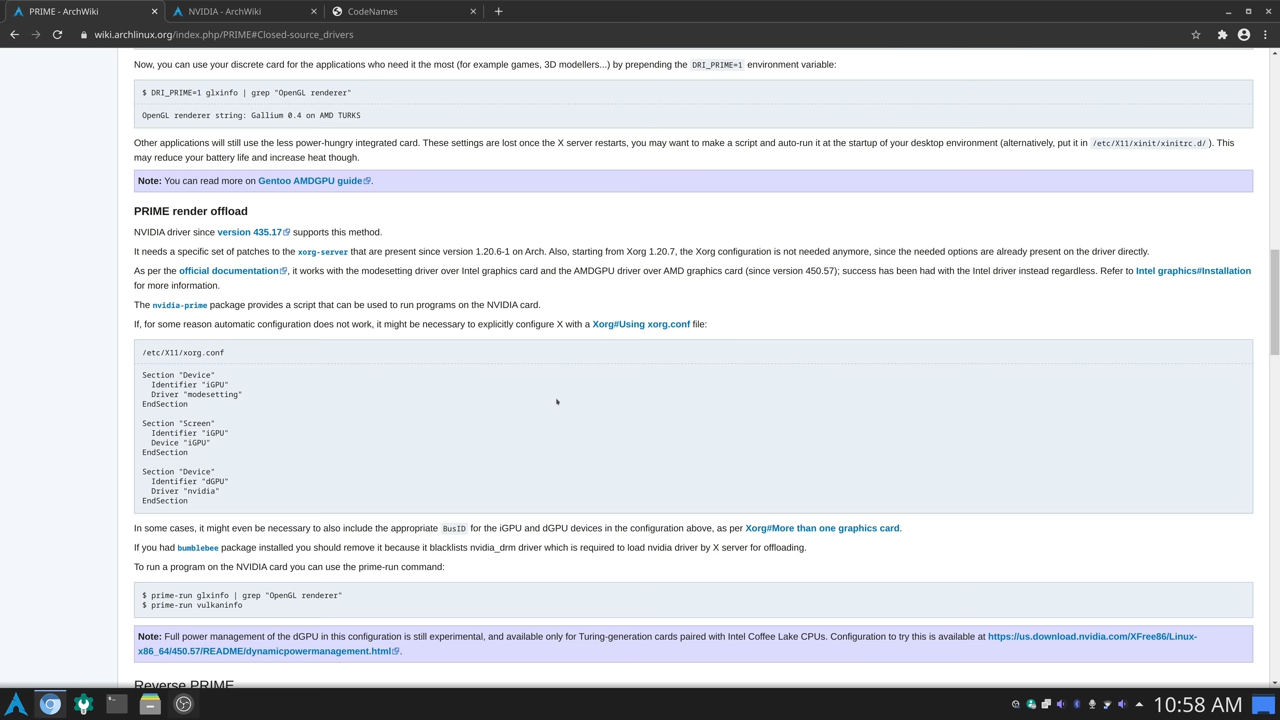 PRIME - ArchWiki
NVIDIA - ArchWiki
CodeNames
wiki.archlinux.org/index.php/PRIME#Closed-source_drivers
Now, you can use your discrete card for the applications who need it the most (for example games, 3D modellers...) by prepending the DRI_PRIME=1 environment variable:
$ DRI_PRIME=1 glxinfo | grep "OpenGL renderer"
OpenGL renderer string: Gallium 0.4 on AMD TURKS
Other applications will still use the less power-hungry integrated card. These settings are lost once the X server restarts, you may want to make a script and auto-run it at the startup of your desktop environment (alternatively, put it in /etc/X11/xinit/xinitrc.d/ ). This
may reduce your battery life and increase heat though.
Note: You can read more on Gentoo AMDGPU guide.
PRIME render offload
NVIDIA driver since version 435.17 supports this method.
It needs a specific set of patches to the xorg-server that are present since version 1.20.6-1 on Arch. Also, starting from Xorg 1.20.7, the Xorg configuration is not needed anymore, since the needed options are already present on the driver directly.
As per the official documentation, it works with the modesetting driver over Intel graphics card and the AMDGPU driver over AMD graphics card (since version 450.57); success has been had with the Intel driver instead regardless. Refer to Intel graphics#Installation
for more information.
The nvidia-prime package provides a script that can be used to run programs on the NVIDIA card.
If, for some reason automatic configuration does not work, it might be necessary to explicitly configure X with a Xorg#Using xorg.conf file:
/etc/X11/xorg.conf
Section "Device"
Identifier "iGPU"
Driver "modesetting"
EndSection
Section "Screen"
Identifier "iGPU"
Device "iGPU"
EndSection
Section "Device"
Identifier "dGPU"
Driver "nvidia"
EndSection
In some cases, it might even be necessary to also include the appropriate BusID for the iGPU and dGPU devices in the configuration above, as per Xorg#More than one graphics card.
If you had bumblebee package installed you should remove it because it blacklists nvidia_drm driver which is required to load nvidia driver by X server for offloading.
To run a program on the NVIDIA card you can use the prime-run command:
$ prime-run glxinfo | grep "OpenGL renderer"
$ prime-run vulkaninfo
Note: Full power management of the dGPU in this configuration is still experimental, and available only for Turing-generation cards paired with Intel Coffee Lake CPUs. Configuration to try this is available at https://us.download.nvidia.com/XFree86/Linux-
x86_64/450.57/README/dynamicpowermanagement.html.
Reverse PRIME
10:58 AM